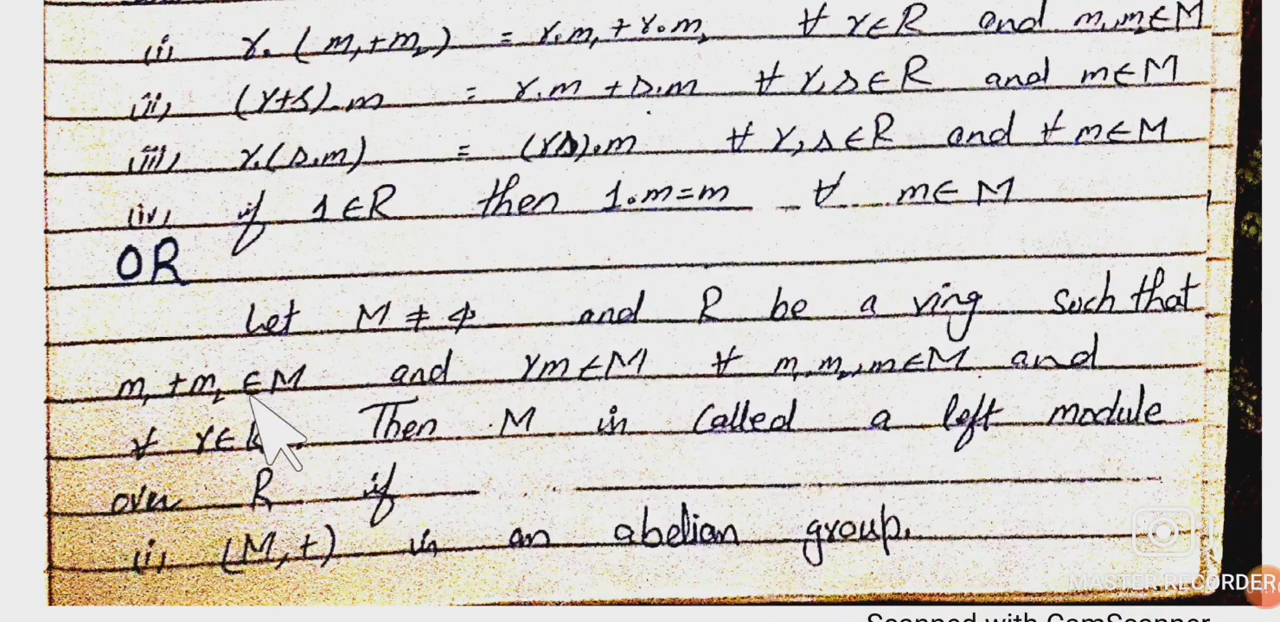 (i) r.(m₁+m₂) = r.m₁+r.m₂ ∀ r∈R and m₁,m₂∈M
(ii) (r+s).m = r.m + s.m ∀ r,s∈R and m∈M
(iii) r.(s.m) = (rs).m ∀ r,s∈R and ∀ m∈M
(iv) if 1∈R then 1.m=m ∀ m∈M
OR
Let M ≠ ϕ and R be a ring such that
m₁+m₂∈M and rm∈M ∀ m₁,m₂,m∈M and
∀ r∈R. Then M is called a left module
over R if
(i) (M,+) is an abelian group.
MASTER RECORDER
Scanned with CamScanner